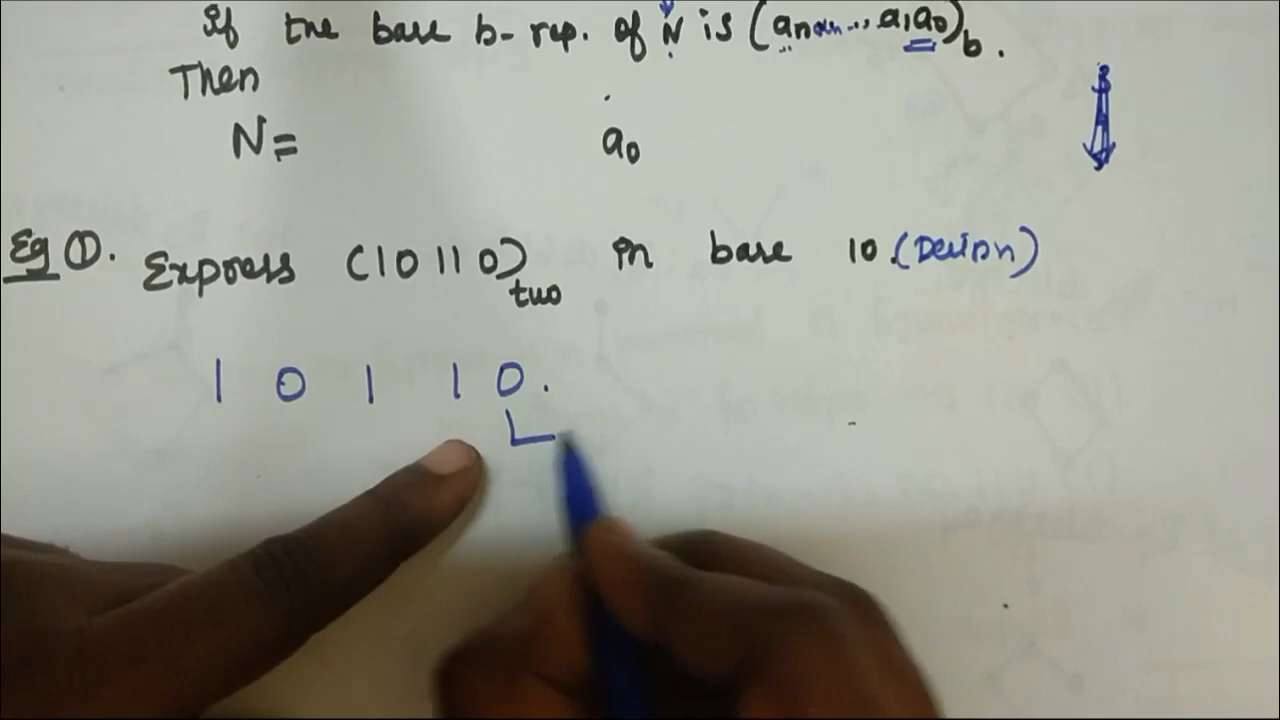 If the base b-rep. of N is (an..., a1a0)b.
Then
N= a0
Eg ①. Express (10110)two in base 10.
1 0 1 1 0.